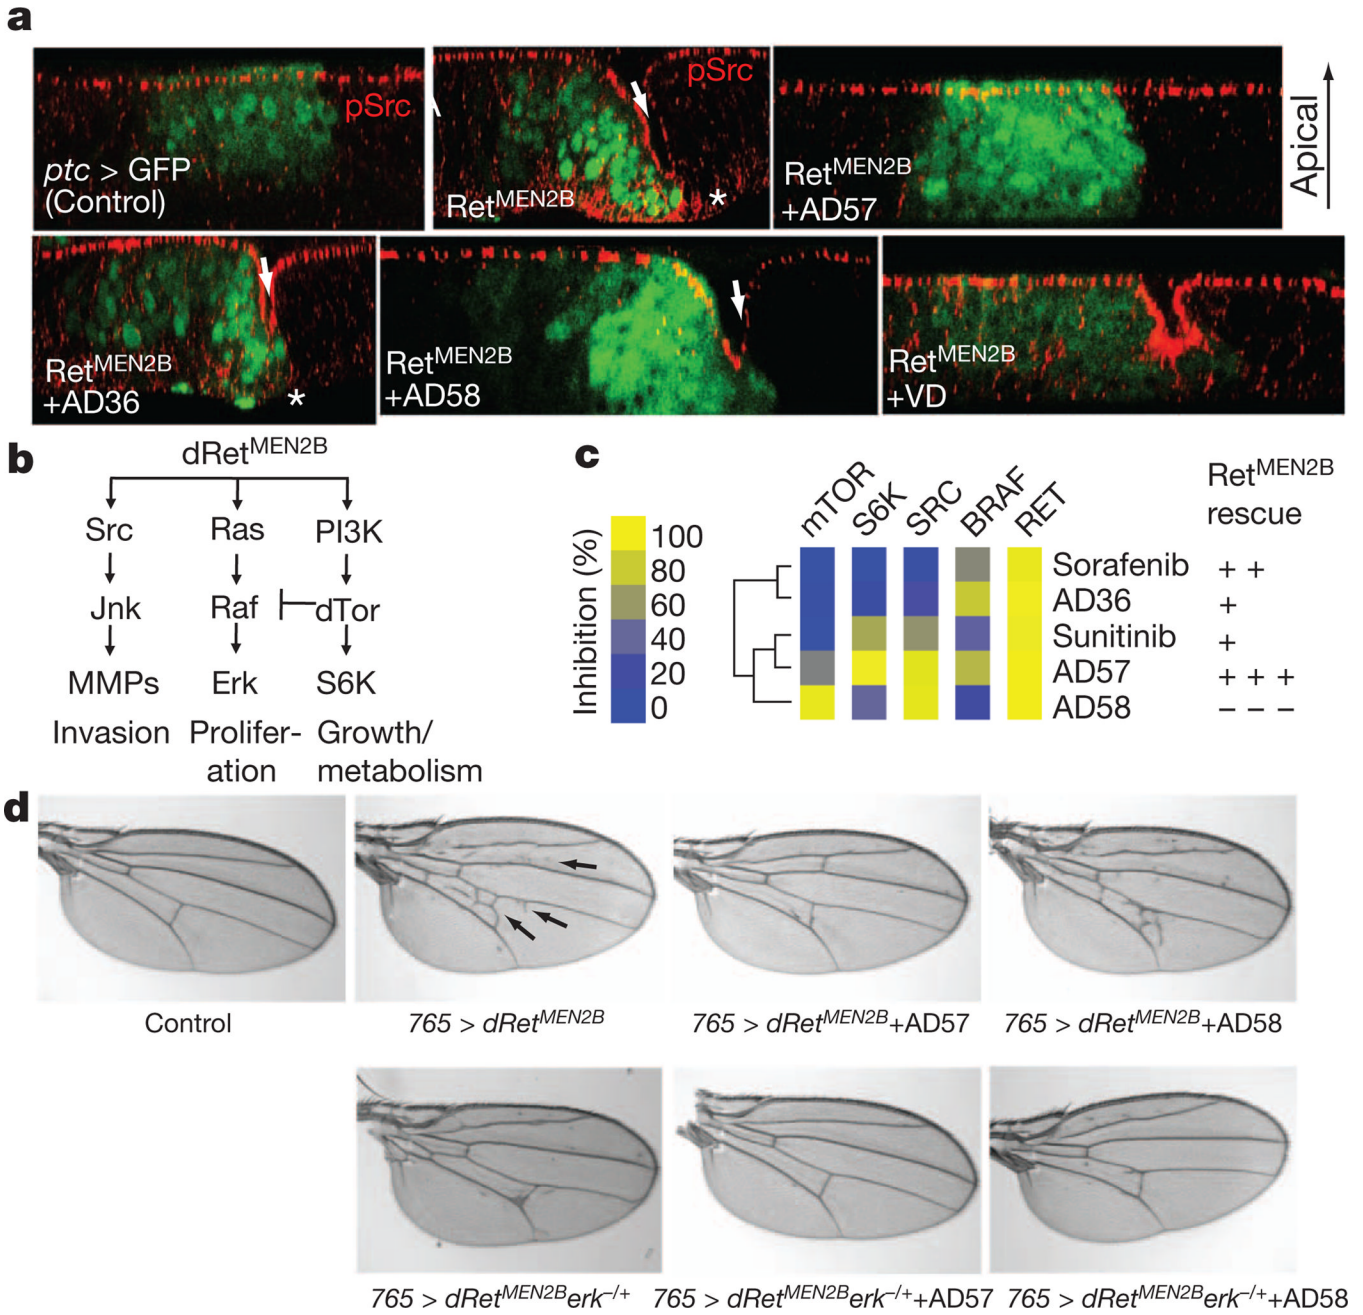 a
pSrc
ptc > GFP
(Control)
pSrc
Ret^MEN2B
*
Ret^MEN2B
+AD57
Apical
Ret^MEN2B
+AD36
*
Ret^MEN2B
+AD58
Ret^MEN2B
+VD
b
dRet^MEN2B
Src Ras PI3K
Jnk Raf dTor
MMPs Erk S6K
Invasion Prolifer- Growth/
ation metabolism
c
Inhibition (%)
100
80
60
40
20
0
mTOR S6K SRC BRAF RET
Ret^MEN2B
rescue
Sorafenib + +
AD36 +
Sunitinib +
AD57 + + +
AD58 – – –
d
Control
765 > dRet^MEN2B
765 > dRet^MEN2B+AD57
765 > dRet^MEN2B+AD58
765 > dRet^MEN2Berk^–/+
765 > dRet^MEN2Berk^–/++AD57
765 > dRet^MEN2Berk^–/++AD58